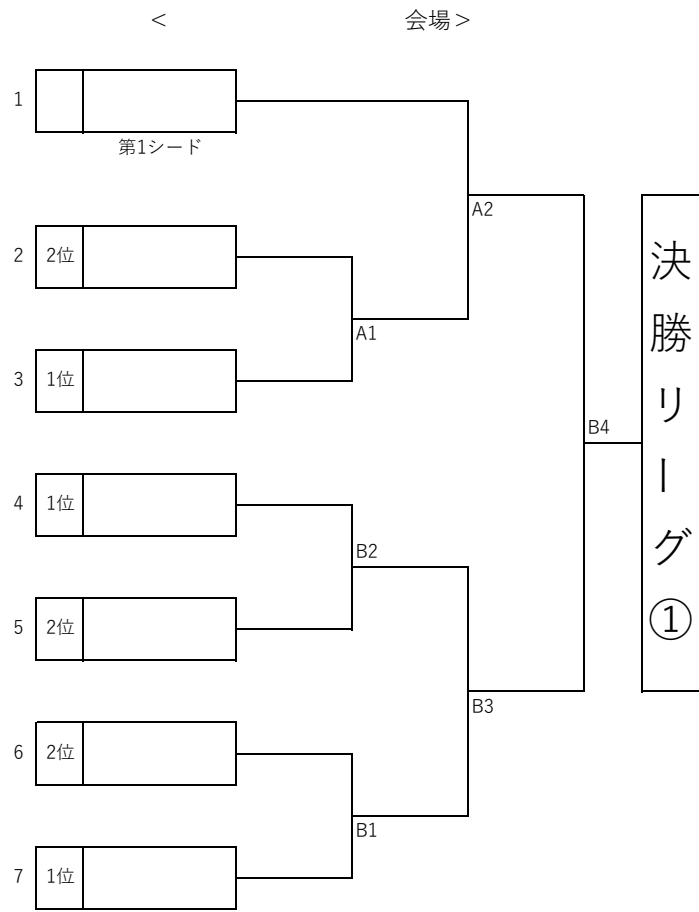 < 会場>
1
第1シード
A2
2 2位
A1
3 1位
B4
4 1位
B2
5 2位
B3
6 2位
B1
7 1位
決勝リーグ①